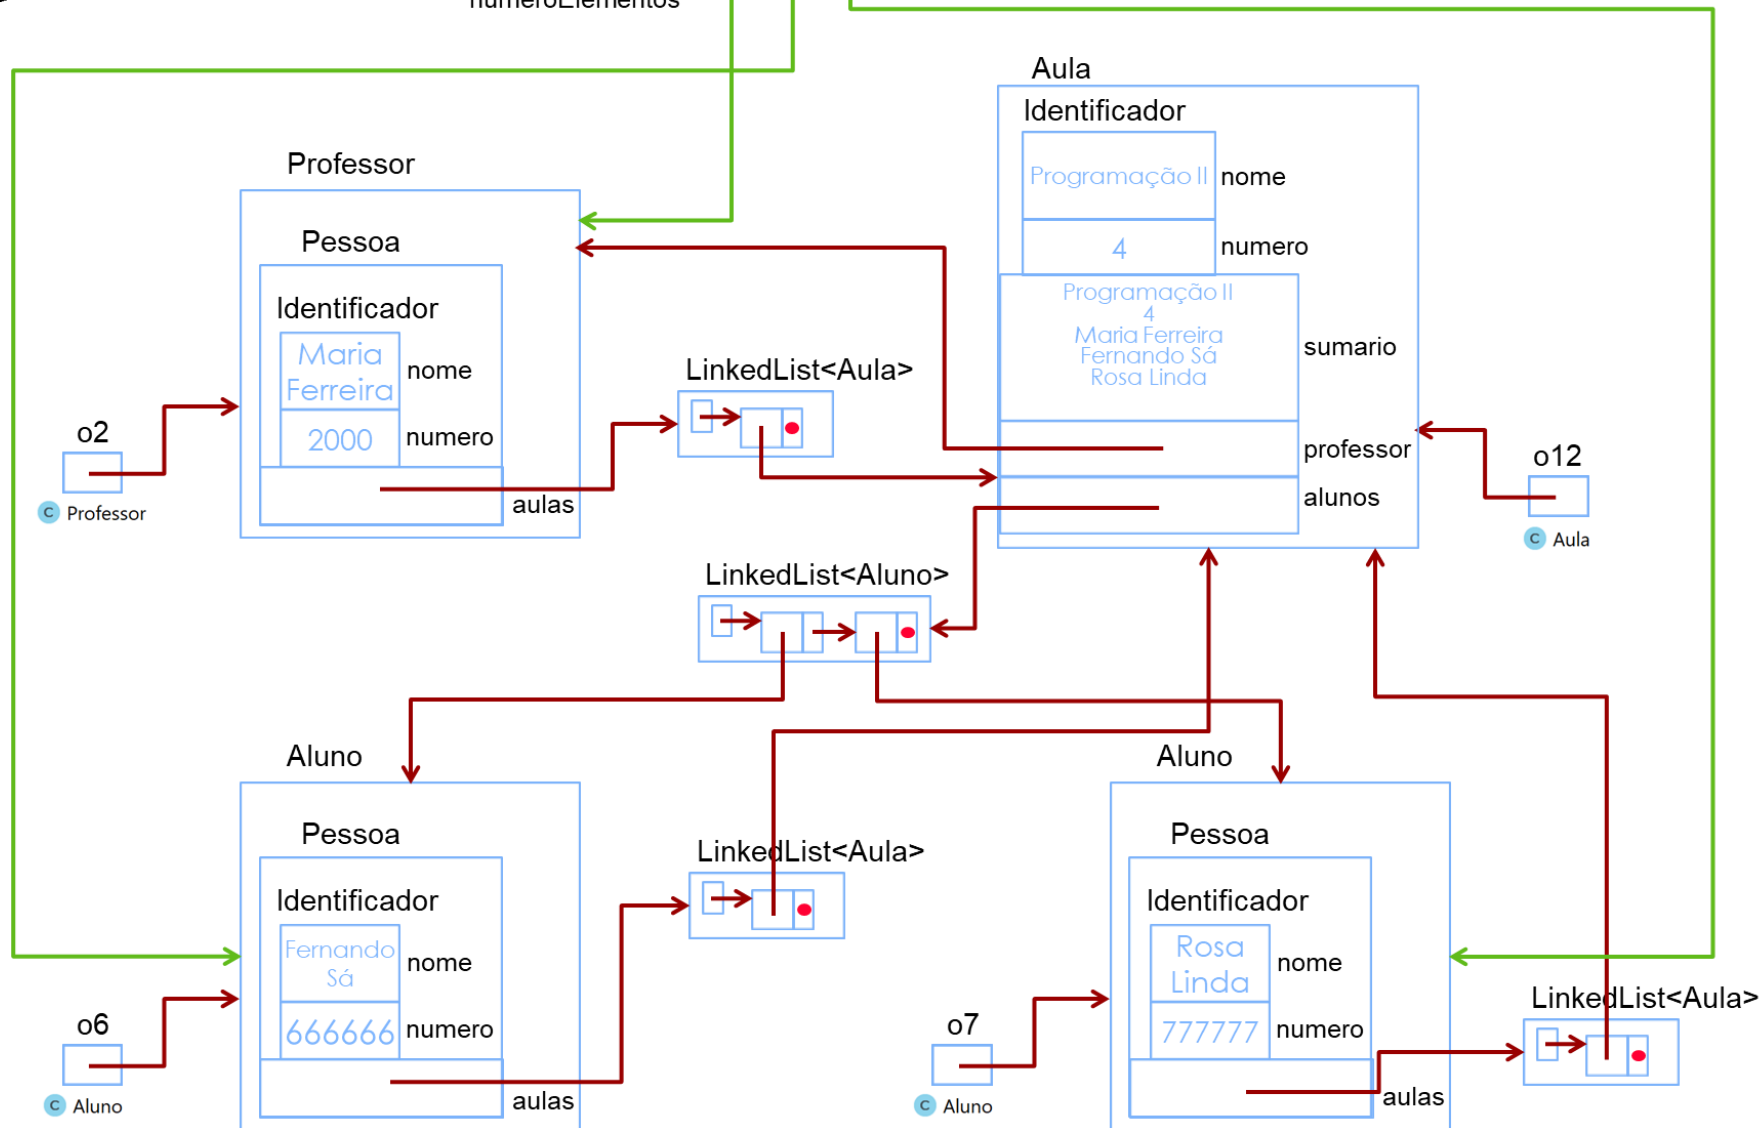 numeroElementos
Aula
Identificador
Programação II nome
4 numero
Programação II
4
Maria Ferreira
Fernando Sá
Rosa Linda
sumario
professor
alunos
o12
C Aula
Professor
Pessoa
Identificador
Maria
Ferreira
nome
2000 numero
aulas
o2
C Professor
LinkedList<Aula>
LinkedList<Aluno>
Aluno
Pessoa
Identificador
Fernando
Sá
nome
666666 numero
aulas
o6
C Aluno
LinkedList<Aula>
Aluno
Pessoa
Identificador
Rosa
Linda
nome
777777 numero
aulas
o7
C Aluno
LinkedList<Aula>